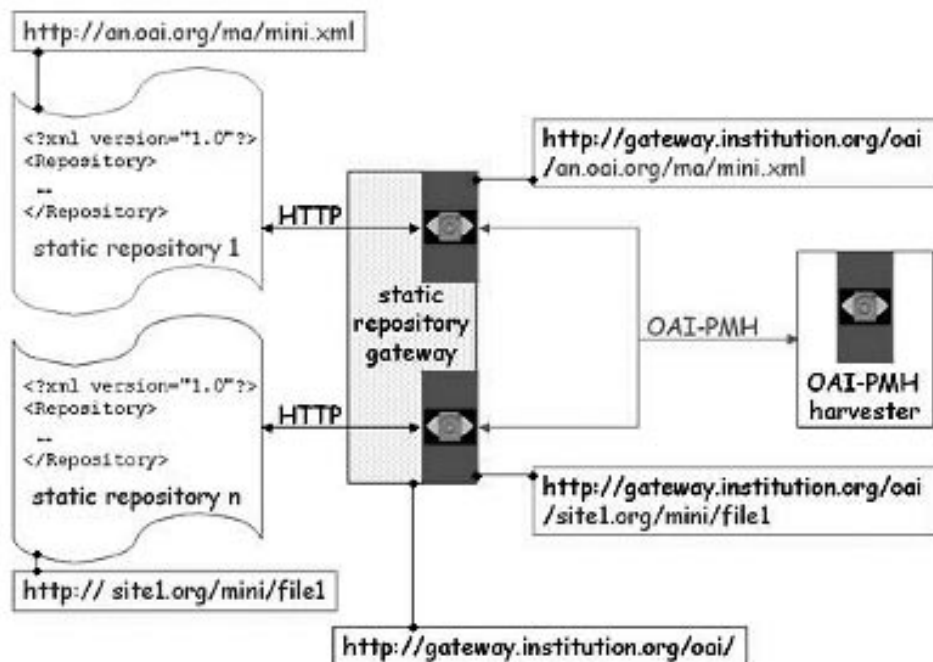 http://an.oai.org/ma/mini.xml
<?xml version="1.0"?>
<Repository>
...
</Repository>
static repository 1
HTTP
http://gateway.institution.org/oai
/an.oai.org/ma/mini.xml
static
repository
gateway
OAI-PMH
OAI-PMH
harvester
<?xml version="1.0"?>
<Repository>
...
</Repository>
static repository n
HTTP
http://gateway.institution.org/oai
/site1.org/mini/file1
http:// site1.org/mini/file1
http://gateway.institution.org/oai/